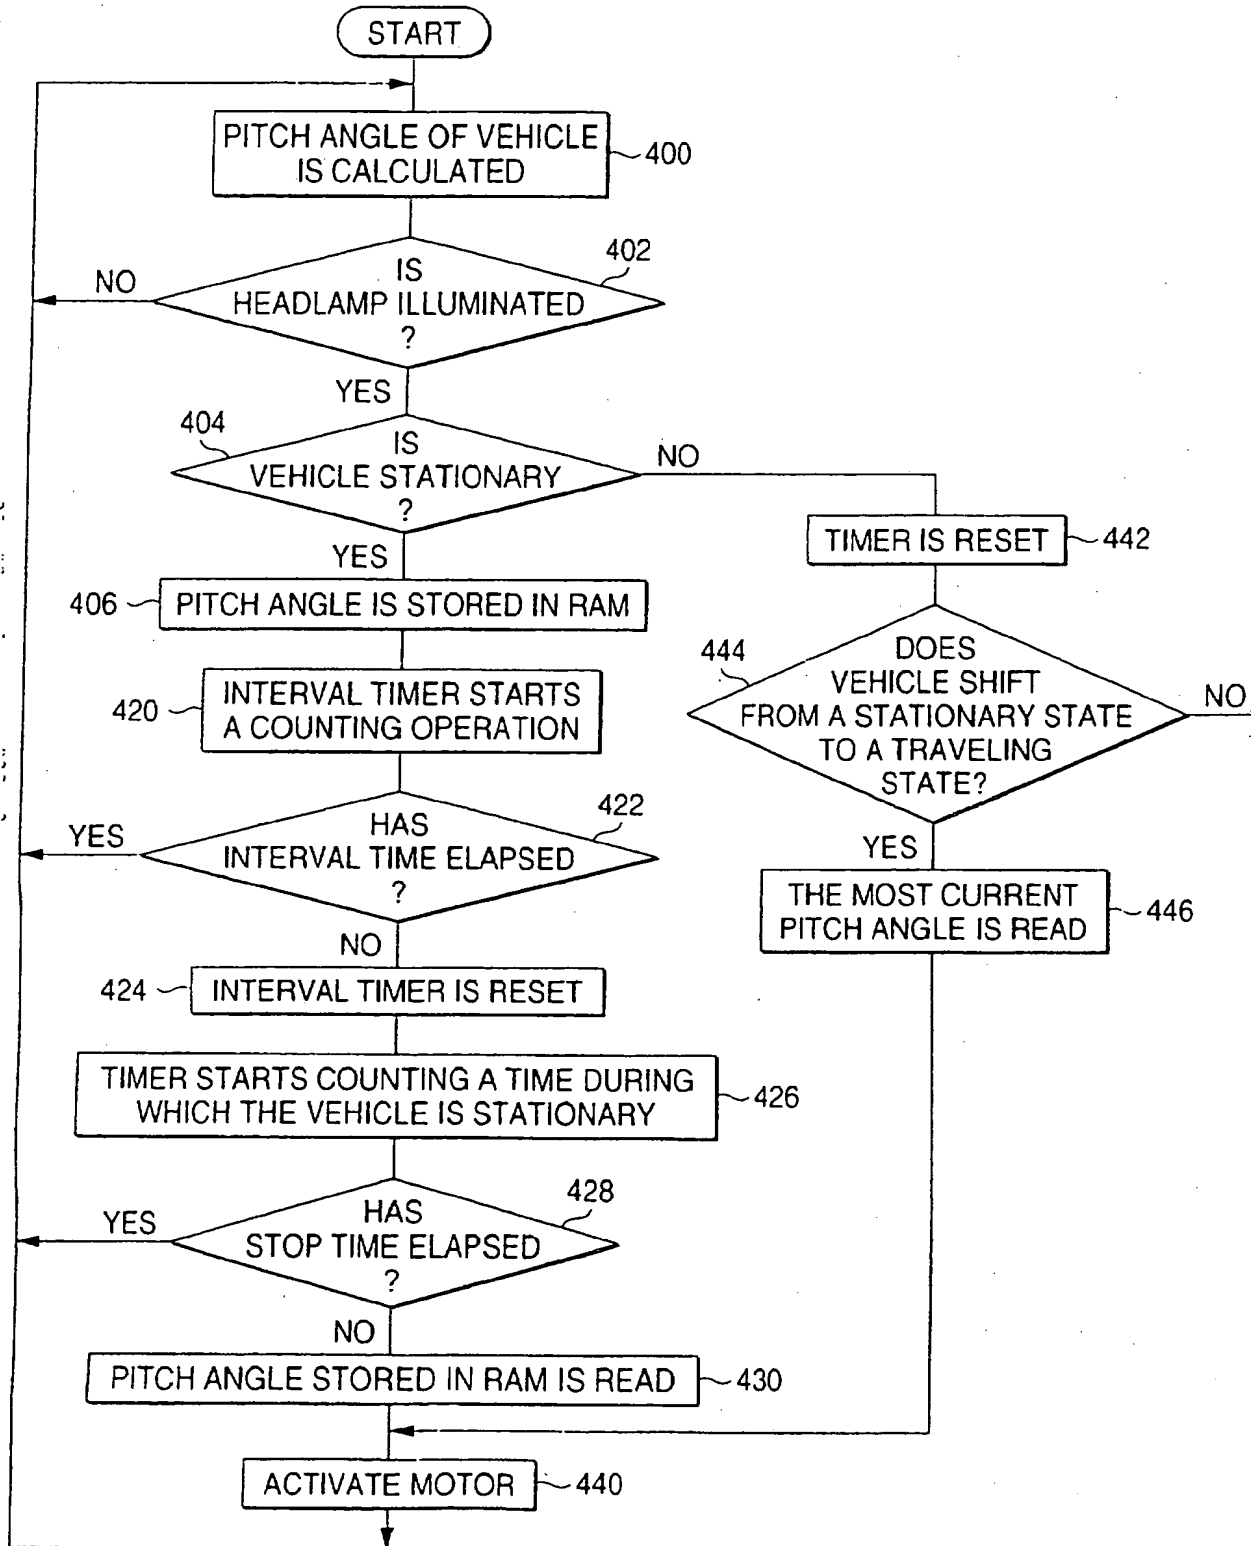 START
PITCH ANGLE OF VEHICLE
IS CALCULATED
400
IS
HEADLAMP ILLUMINATED
?
402
NO
YES
404
IS
VEHICLE STATIONARY
?
NO
YES
TIMER IS RESET
442
406
PITCH ANGLE IS STORED IN RAM
444
DOES
VEHICLE SHIFT
FROM A STATIONARY STATE
TO A TRAVELING
STATE?
NO
YES
420
INTERVAL TIMER STARTS
A COUNTING OPERATION
422
HAS
INTERVAL TIME ELAPSED
?
YES
NO
THE MOST CURRENT
PITCH ANGLE IS READ
446
424
INTERVAL TIMER IS RESET
TIMER STARTS COUNTING A TIME DURING
WHICH THE VEHICLE IS STATIONARY
426
428
HAS
STOP TIME ELAPSED
?
YES
NO
PITCH ANGLE STORED IN RAM IS READ
430
ACTIVATE MOTOR
440